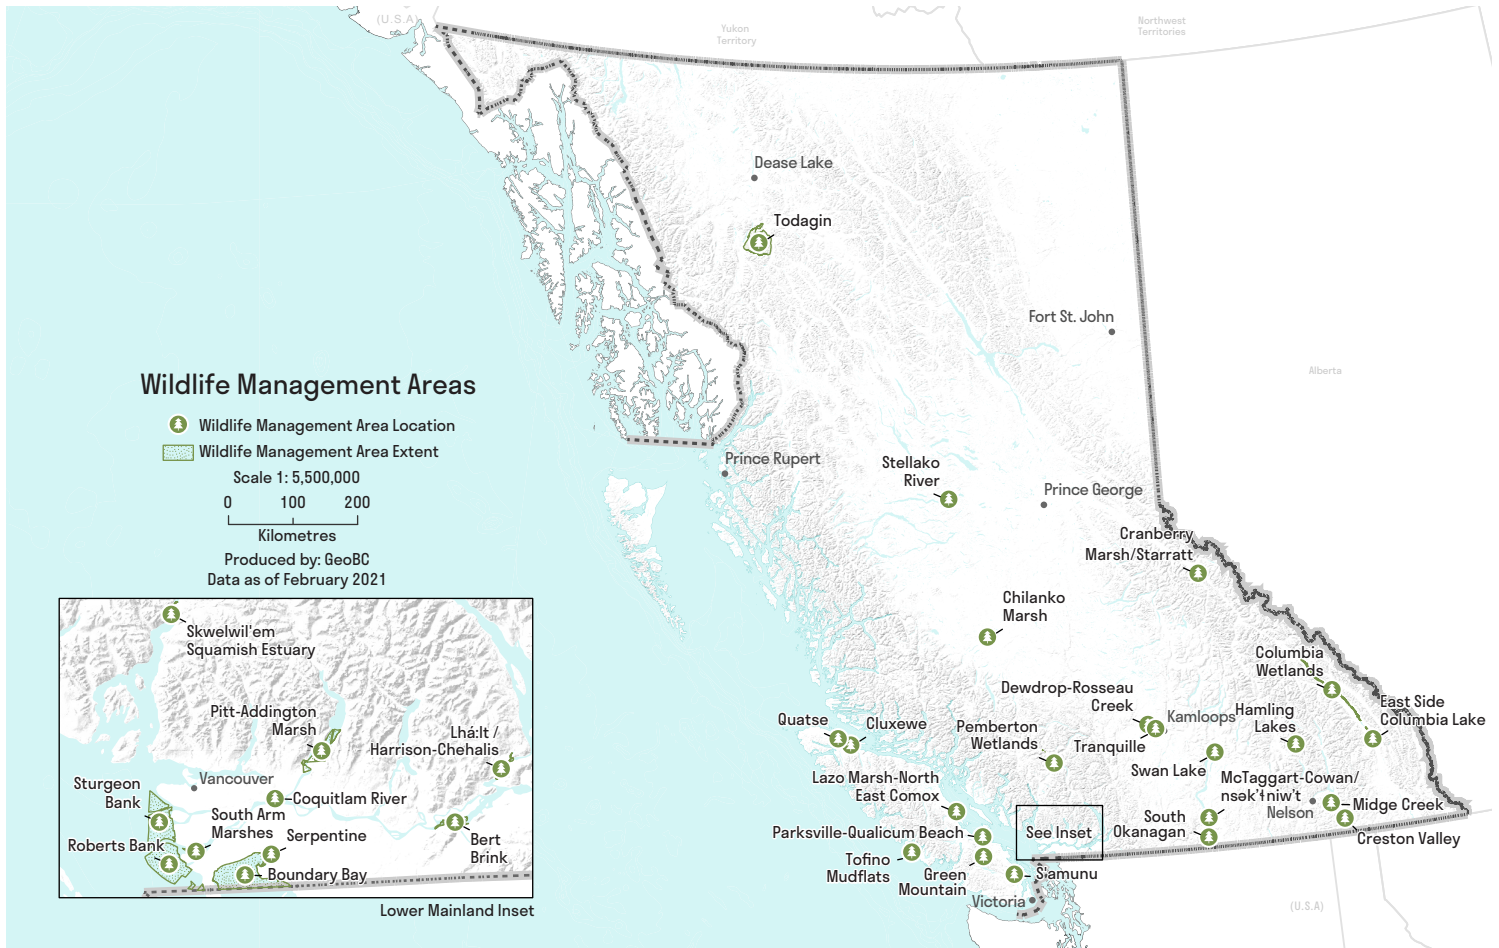 (U.S.A)
Yukon
Territory
Northwest
Territories
Dease Lake
Todagin
Fort St. John
Alberta
Wildlife Management Areas
Wildlife Management Area Location
Wildlife Management Area Extent
Scale 1: 5,500,000
0 100 200
Kilometres
Produced by: GeoBC
Data as of February 2021
Prince Rupert
Stellako
River
Prince George
Cranberry
Marsh/Starratt
Chilanko
Marsh
Columbia
Wetlands
Dewdrop-Rosseau
Creek
Kamloops
Hamling
Lakes
East Side
Columbia Lake
Quatse
Cluxewe
Pemberton
Wetlands
Tranquille
Swan Lake
Lazo Marsh-North
East Comox
McTaggart-Cowan/
nsək'ɬniw't
Nelson
Midge Creek
South
Okanagan
Creston Valley
Parksville-Qualicum Beach
See Inset
Tofino
Mudflats
Green
Mountain
S'amunu
Victoria
(U.S.A)
Skwelwil'em
Squamish Estuary
Pitt-Addington
Marsh
Lhá:lt /
Harrison-Chehalis
Sturgeon
Bank
Vancouver
Coquitlam River
South Arm
Marshes
Serpentine
Roberts Bank
Bert
Brink
Boundary Bay
Lower Mainland Inset